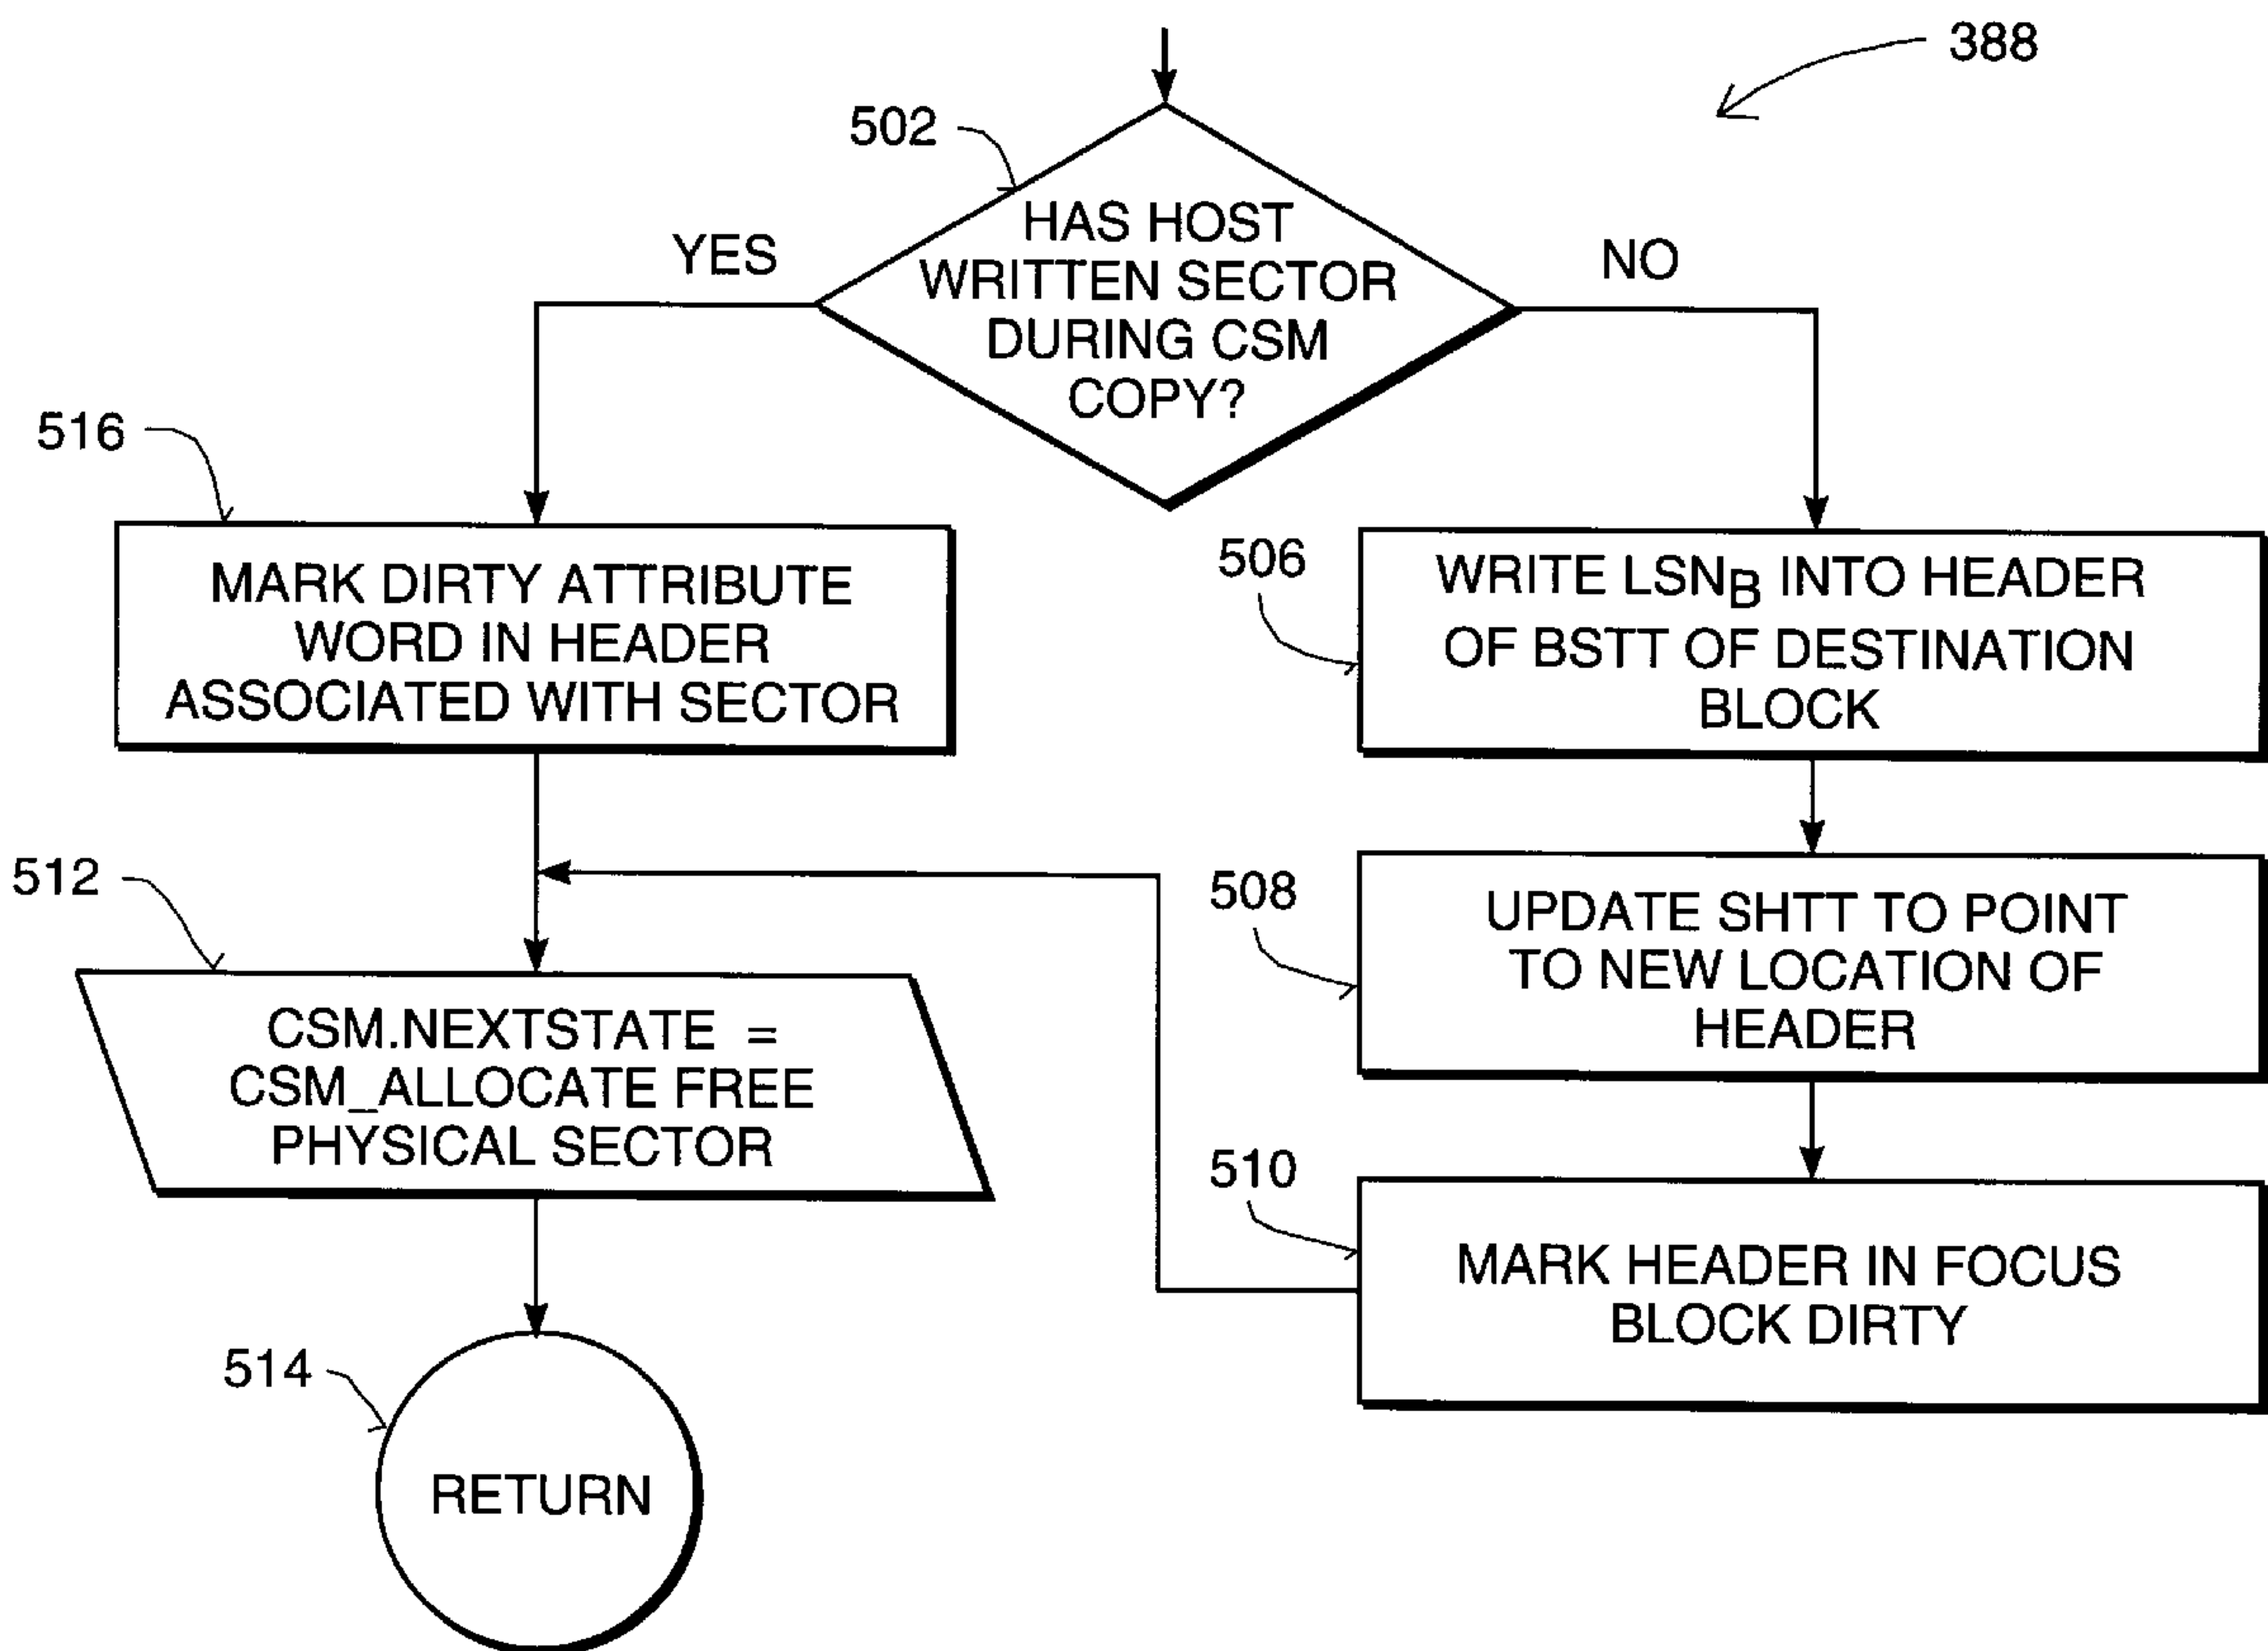 388
502
HAS HOST
WRITTEN SECTOR
DURING CSM
COPY?
YES
NO
516
MARK DIRTY ATTRIBUTE
WORD IN HEADER
ASSOCIATED WITH SECTOR
506
WRITE LSNB INTO HEADER
OF BSTT OF DESTINATION
BLOCK
512
CSM.NEXTSTATE =
CSM_ALLOCATE FREE
PHYSICAL SECTOR
508
UPDATE SHTT TO POINT
TO NEW LOCATION OF
HEADER
510
MARK HEADER IN FOCUS
BLOCK DIRTY
514
RETURN